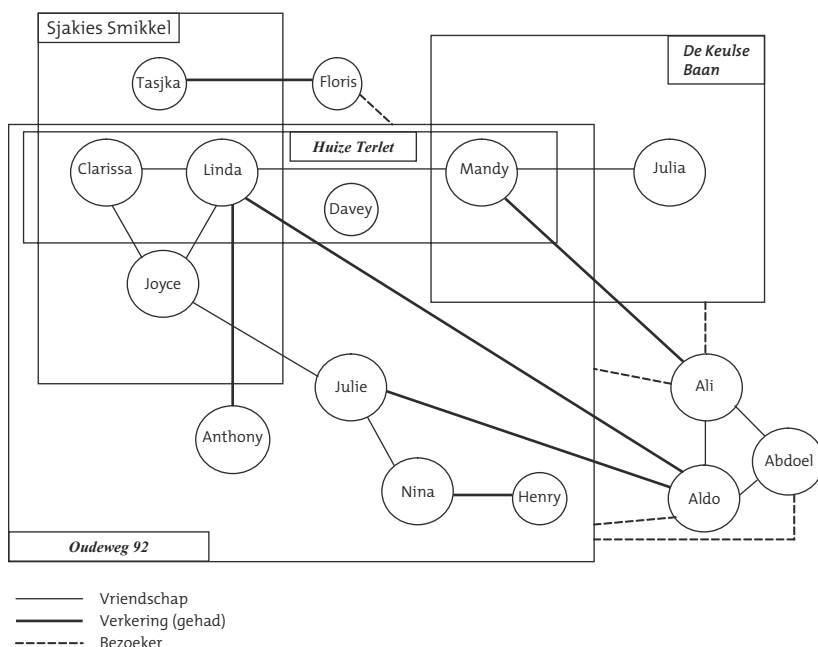 Sjakies Smikkel
De Keulse
Baan
Tasjka
Floris
Huize Terlet
Clarissa
Linda
Mandy
Julia
Davey
Joyce
Julie
Ali
Anthony
Abdoel
Nina
Henry
Aldo
Oudeweg 92
Vriendschap
Verkering (gehad)
Bezoeker